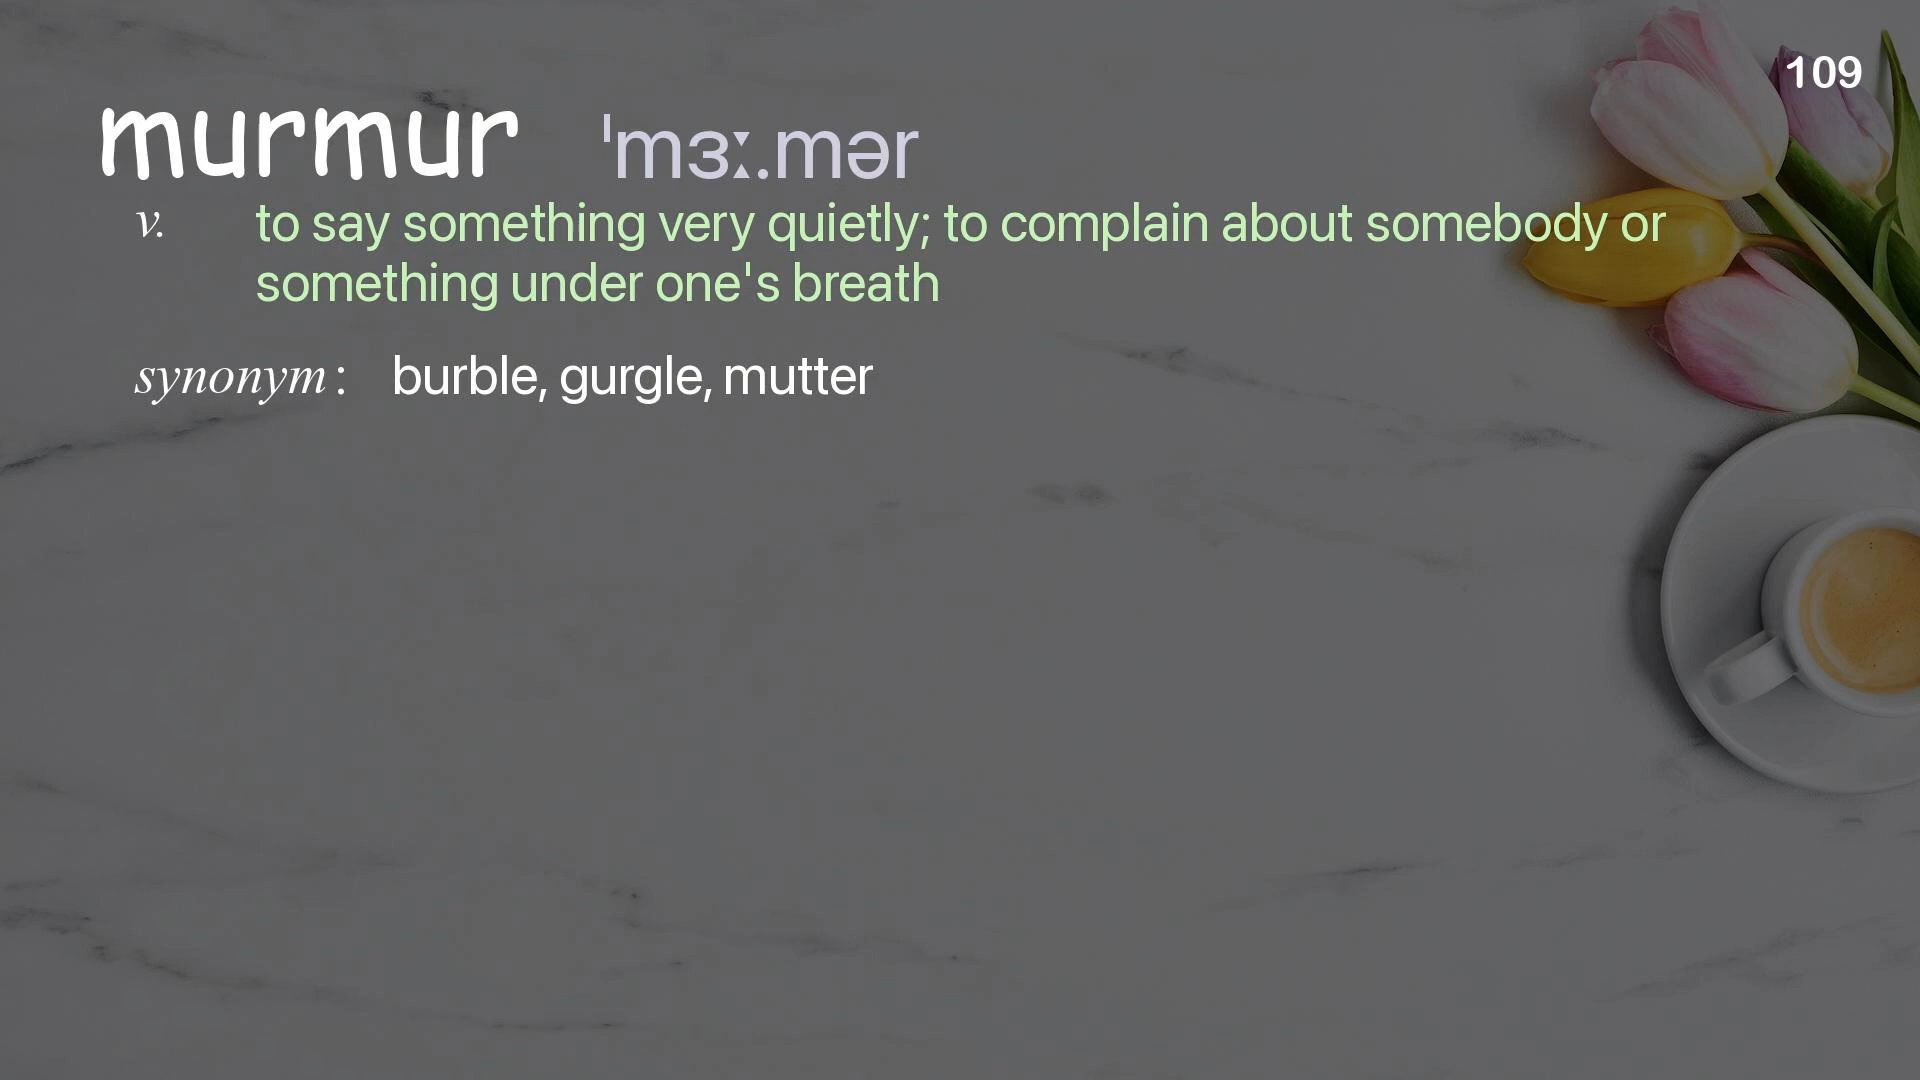 109
murmur ˈmɜː.mər
v. to say something very quietly; to complain about somebody or
something under one's breath
synonym : burble, gurgle, mutter